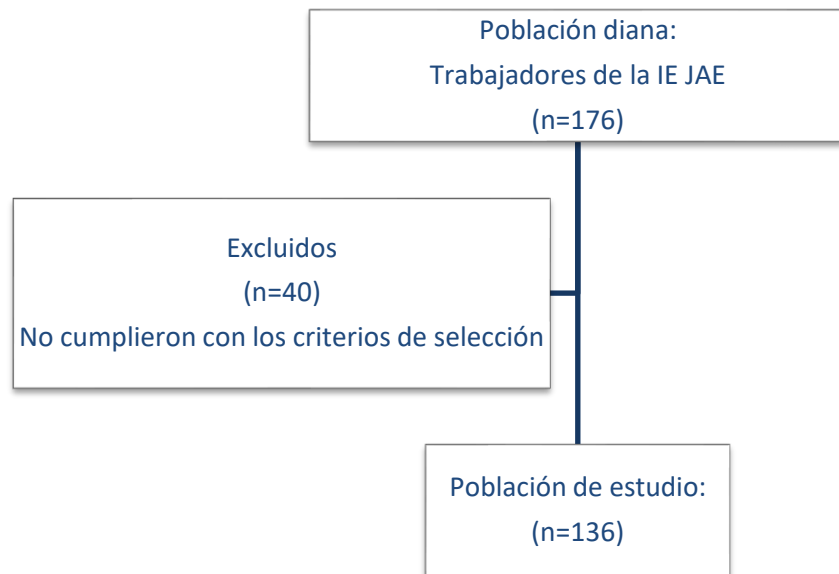 Población diana:
Trabajadores de la IE JAE
(n=176)
Excluidos
(n=40)
No cumplieron con los criterios de selección
Población de estudio:
(n=136)